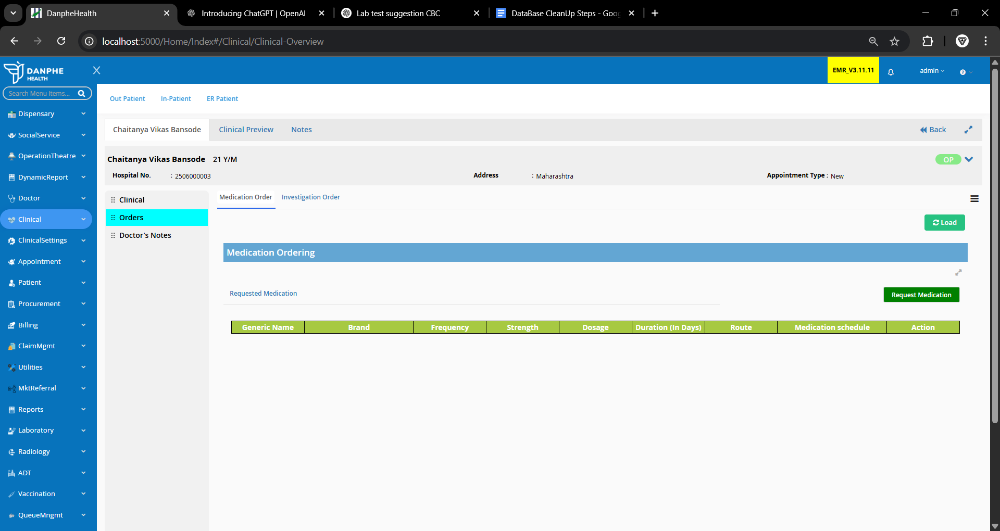 DanpheHealth
Introducing ChatGPT | OpenAI
Lab test suggestion CBC
DataBase CleanUp Steps - Goog
localhost:5000/Home/Index#/Clinical/Clinical-Overview
DANPHE
HEALTH
X
EMR_V3.11.11
admin
?
Search Menu Items...
Dispensary
SocialService
OperationTheatre
DynamicReport
Doctor
Clinical
ClinicalSettings
Appointment
Patient
Procurement
Billing
ClaimMgmt
Utilities
MktReferral
Reports
Laboratory
Radiology
ADT
Vaccination
QueueMngmt
Out Patient In-Patient ER Patient
Chaitanya Vikas Bansode Clinical Preview Notes Back
Chaitanya Vikas Bansode 21 Y/M OP
Hospital No. : 2506000003 Address : Maharashtra Appointment Type : New
Clinical
Orders
Doctor's Notes
Medication Order Investigation Order
Load
Medication Ordering
Requested Medication Request Medication
Generic Name Brand Frequency Strength Dosage Duration (In Days) Route Medication schedule Action